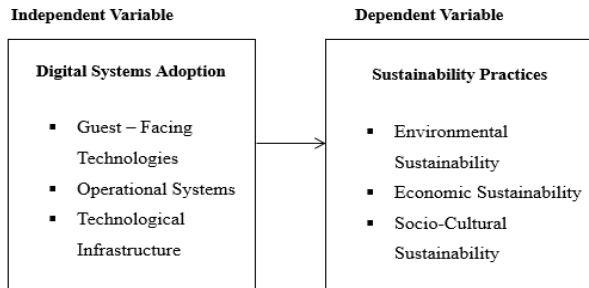 Independent Variable
Dependent Variable
Digital Systems Adoption
▪ Guest – Facing
Technologies
▪ Operational Systems
▪ Technological
Infrastructure
Sustainability Practices
▪ Environmental
Sustainability
▪ Economic Sustainability
▪ Socio-Cultural
Sustainability